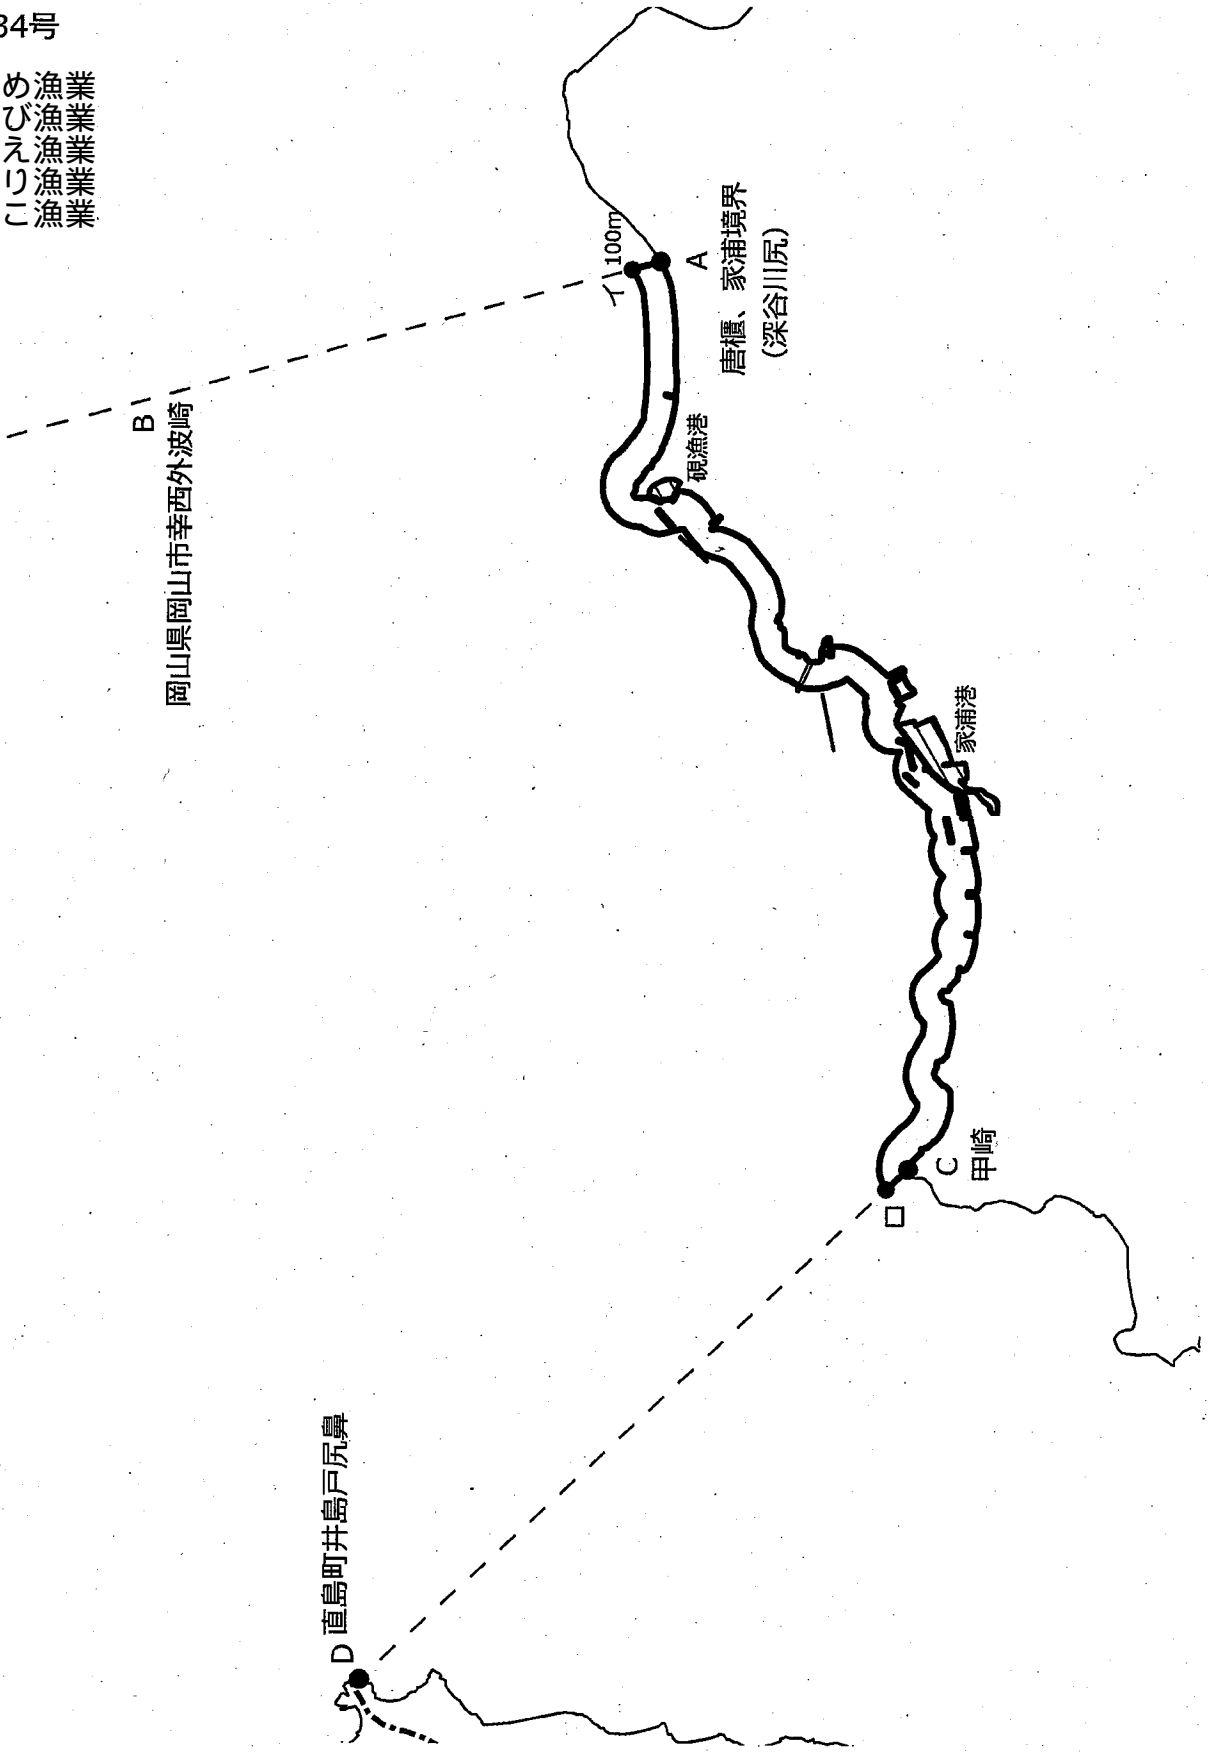 34号
め漁業
び漁業
え漁業
り漁業
こ漁業
B
岡山県岡山市幸西外波崎
イ
100m
A
唐櫃、家浦境界
（深谷川尻）
硯漁港
家浦港
C
甲崎
ロ
D 直島町井島戸尻鼻